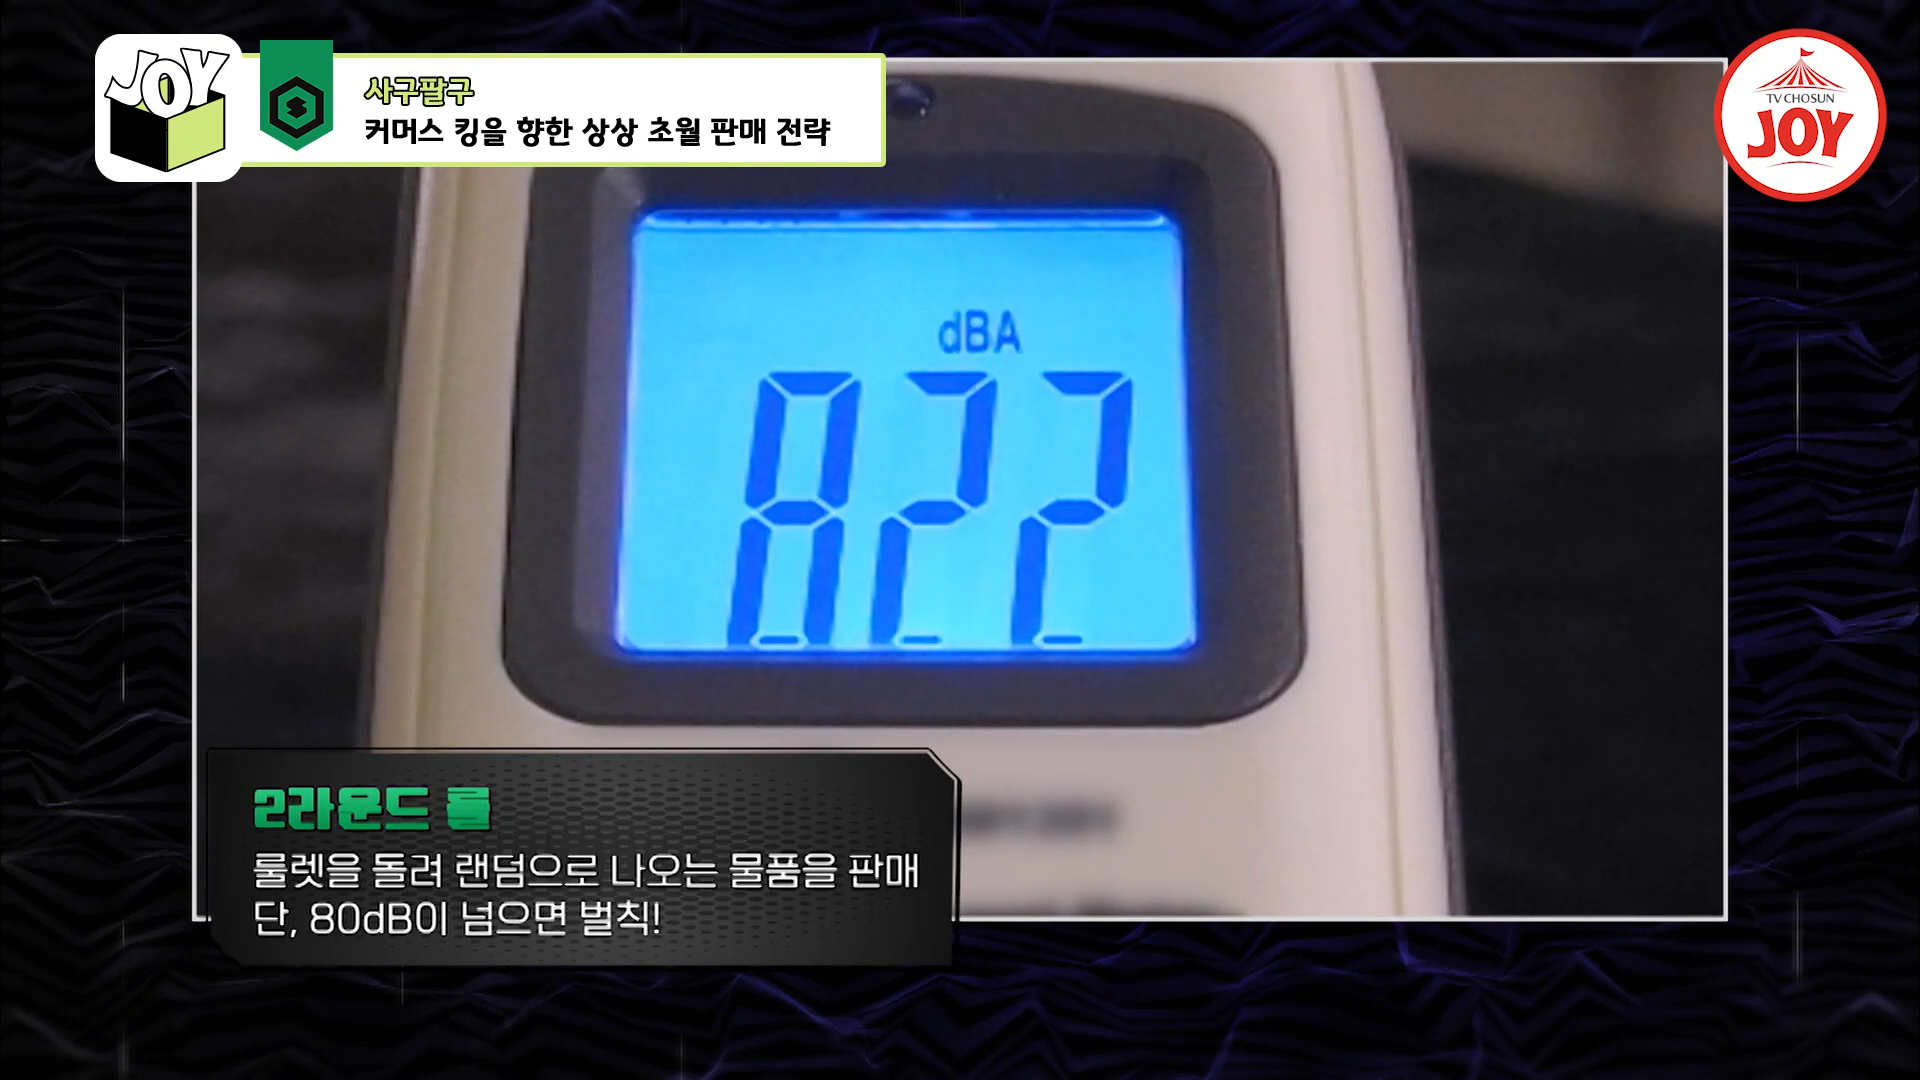 JOY
사구팔구
커머스 킹을 향한 상상 초월 판매 전략
TV CHOSUN
JOY
dBA
822
2라운드 룰
룰렛을 돌려 랜덤으로 나오는 물품을 판매
단, 80dB이 넘으면 벌칙!